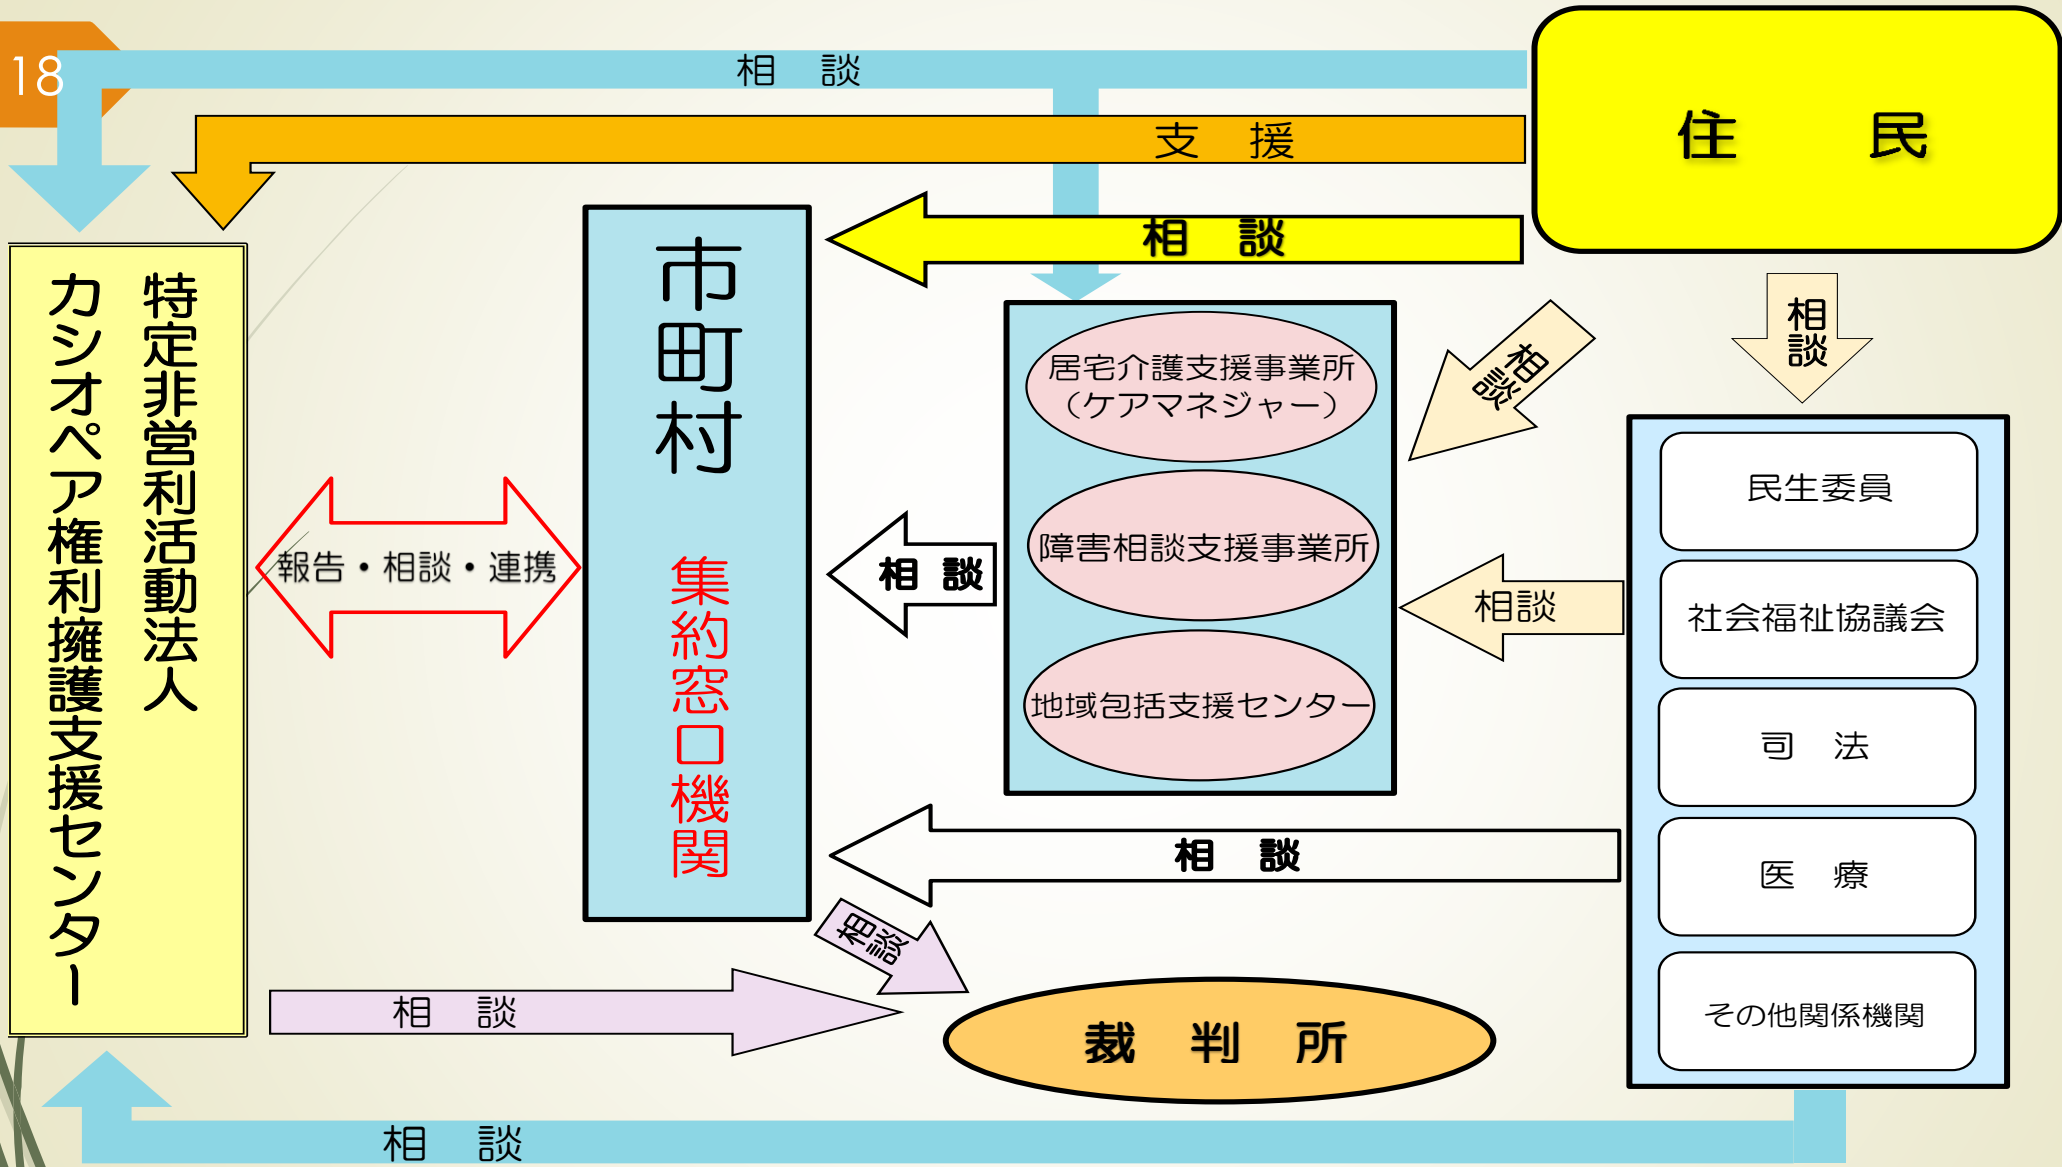 18
相　談
支　援
住　民
相　談
相談
相談
特定非営利活動法人
カシオペア権利擁護支援センター
市町村　集約窓口機関
報告・相談・連携
居宅介護支援事業所
（ケアマネジャー）
障害相談支援事業所
地域包括支援センター
相 談
相談
民生委員
社会福祉協議会
司　法
医　療
その他関係機関
相　談
相談
相　談
裁　判　所
相　談